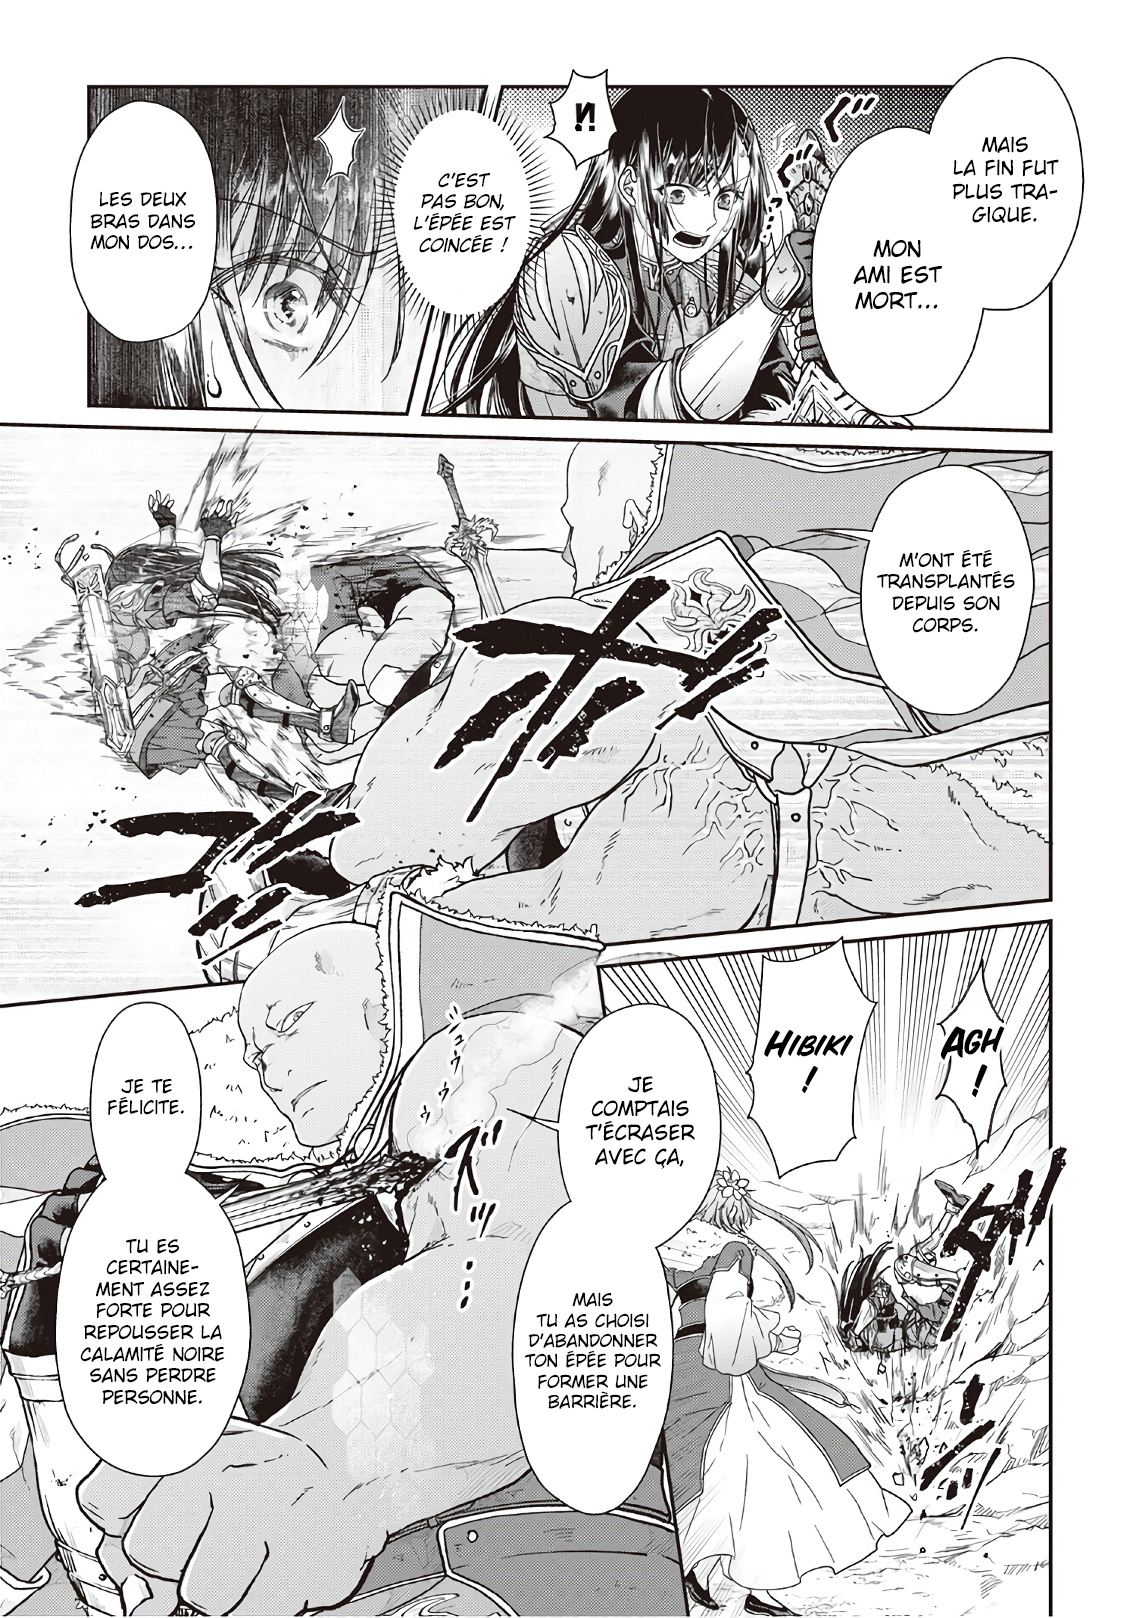 MAIS
LA FIN FUT
PLUS TRA-
GIQUE.
MON
AMI EST
MORT...
!?
C'EST
PAS BON,
L'ÉPÉE EST
COINCÉE !
LES DEUX
BRAS DANS
MON DOS...
M'ONT ÉTÉ
TRANSPLANTÉS
DEPUIS SON
CORPS.
AGH
!
HIBIKI
!
JE
COMPTAIS
T'ÉCRASER
AVEC ÇA,
MAIS
TU AS CHOISI
D'ABANDONNER
TON ÉPÉE POUR
FORMER UNE
BARRIÈRE.
JE TE
FÉLICITE.
TU ES
CERTAINE-
MENT ASSEZ
FORTE POUR
REPOUSSER LA
CALAMITÉ NOIRE
SANS PERDRE
PERSONNE.